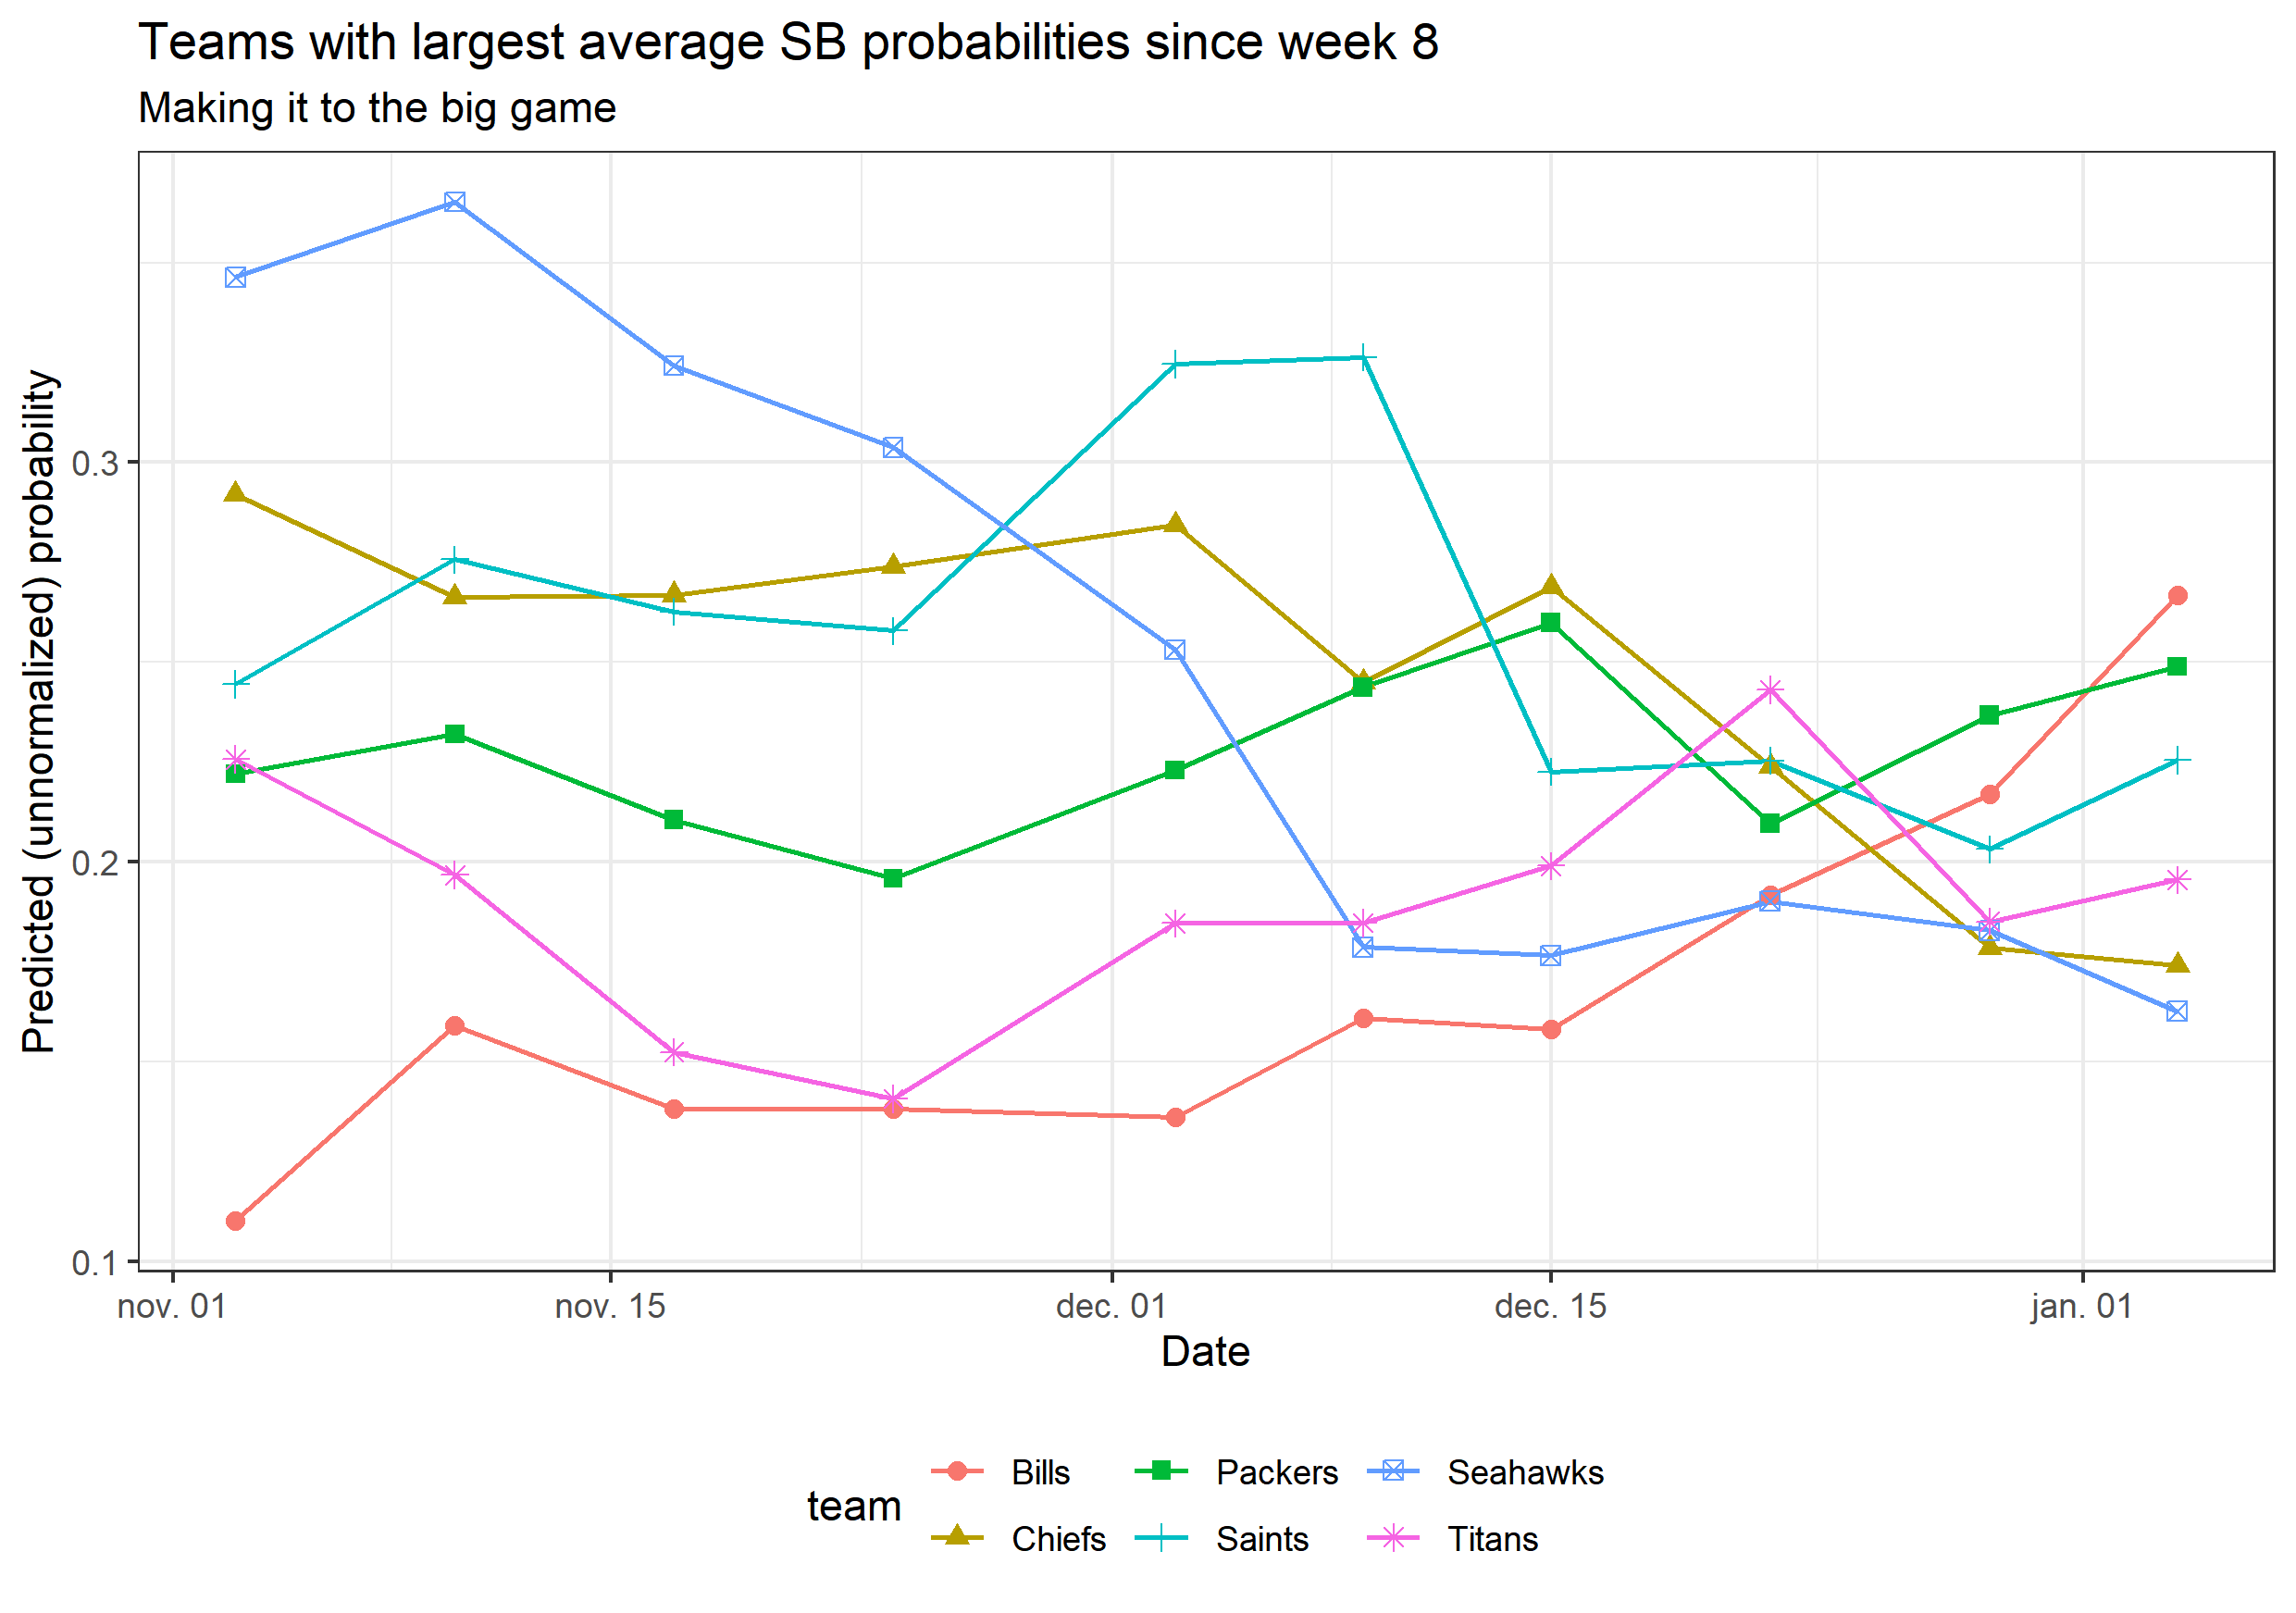 Teams with largest average SB probabilities since week 8
Making it to the big game
Predicted (unnormalized) probability
0.3
0.2
0.1
nov. 01 nov. 15 dec. 01 dec. 15 jan. 01
Date
team
Bills Packers Seahawks
Chiefs Saints Titans